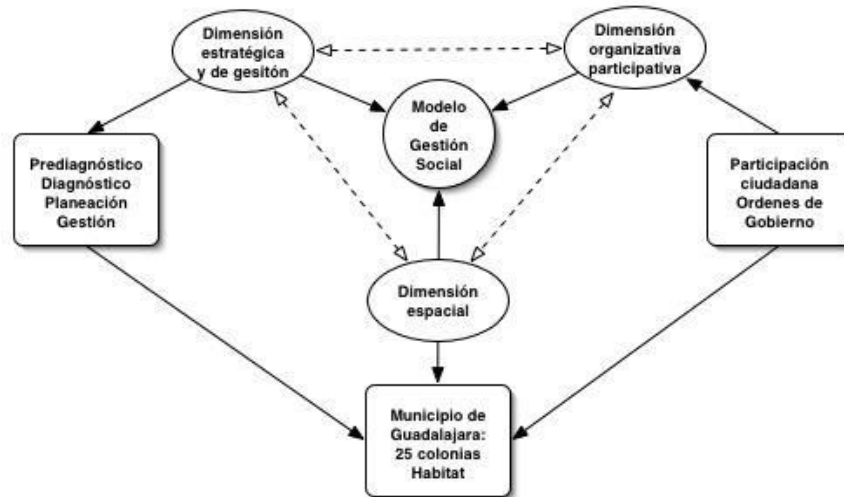 Dimensión
estratégica
y de gesitón
Dimensión
organizativa
participativa
Modelo
de
Gestión
Social
Prediagnóstico
Diagnóstico
Planeación
Gestión
Participación
ciudadana
Ordenes de
Gobierno
Dimensión
espacial
Municipio de
Guadalajara:
25 colonias
Habitat